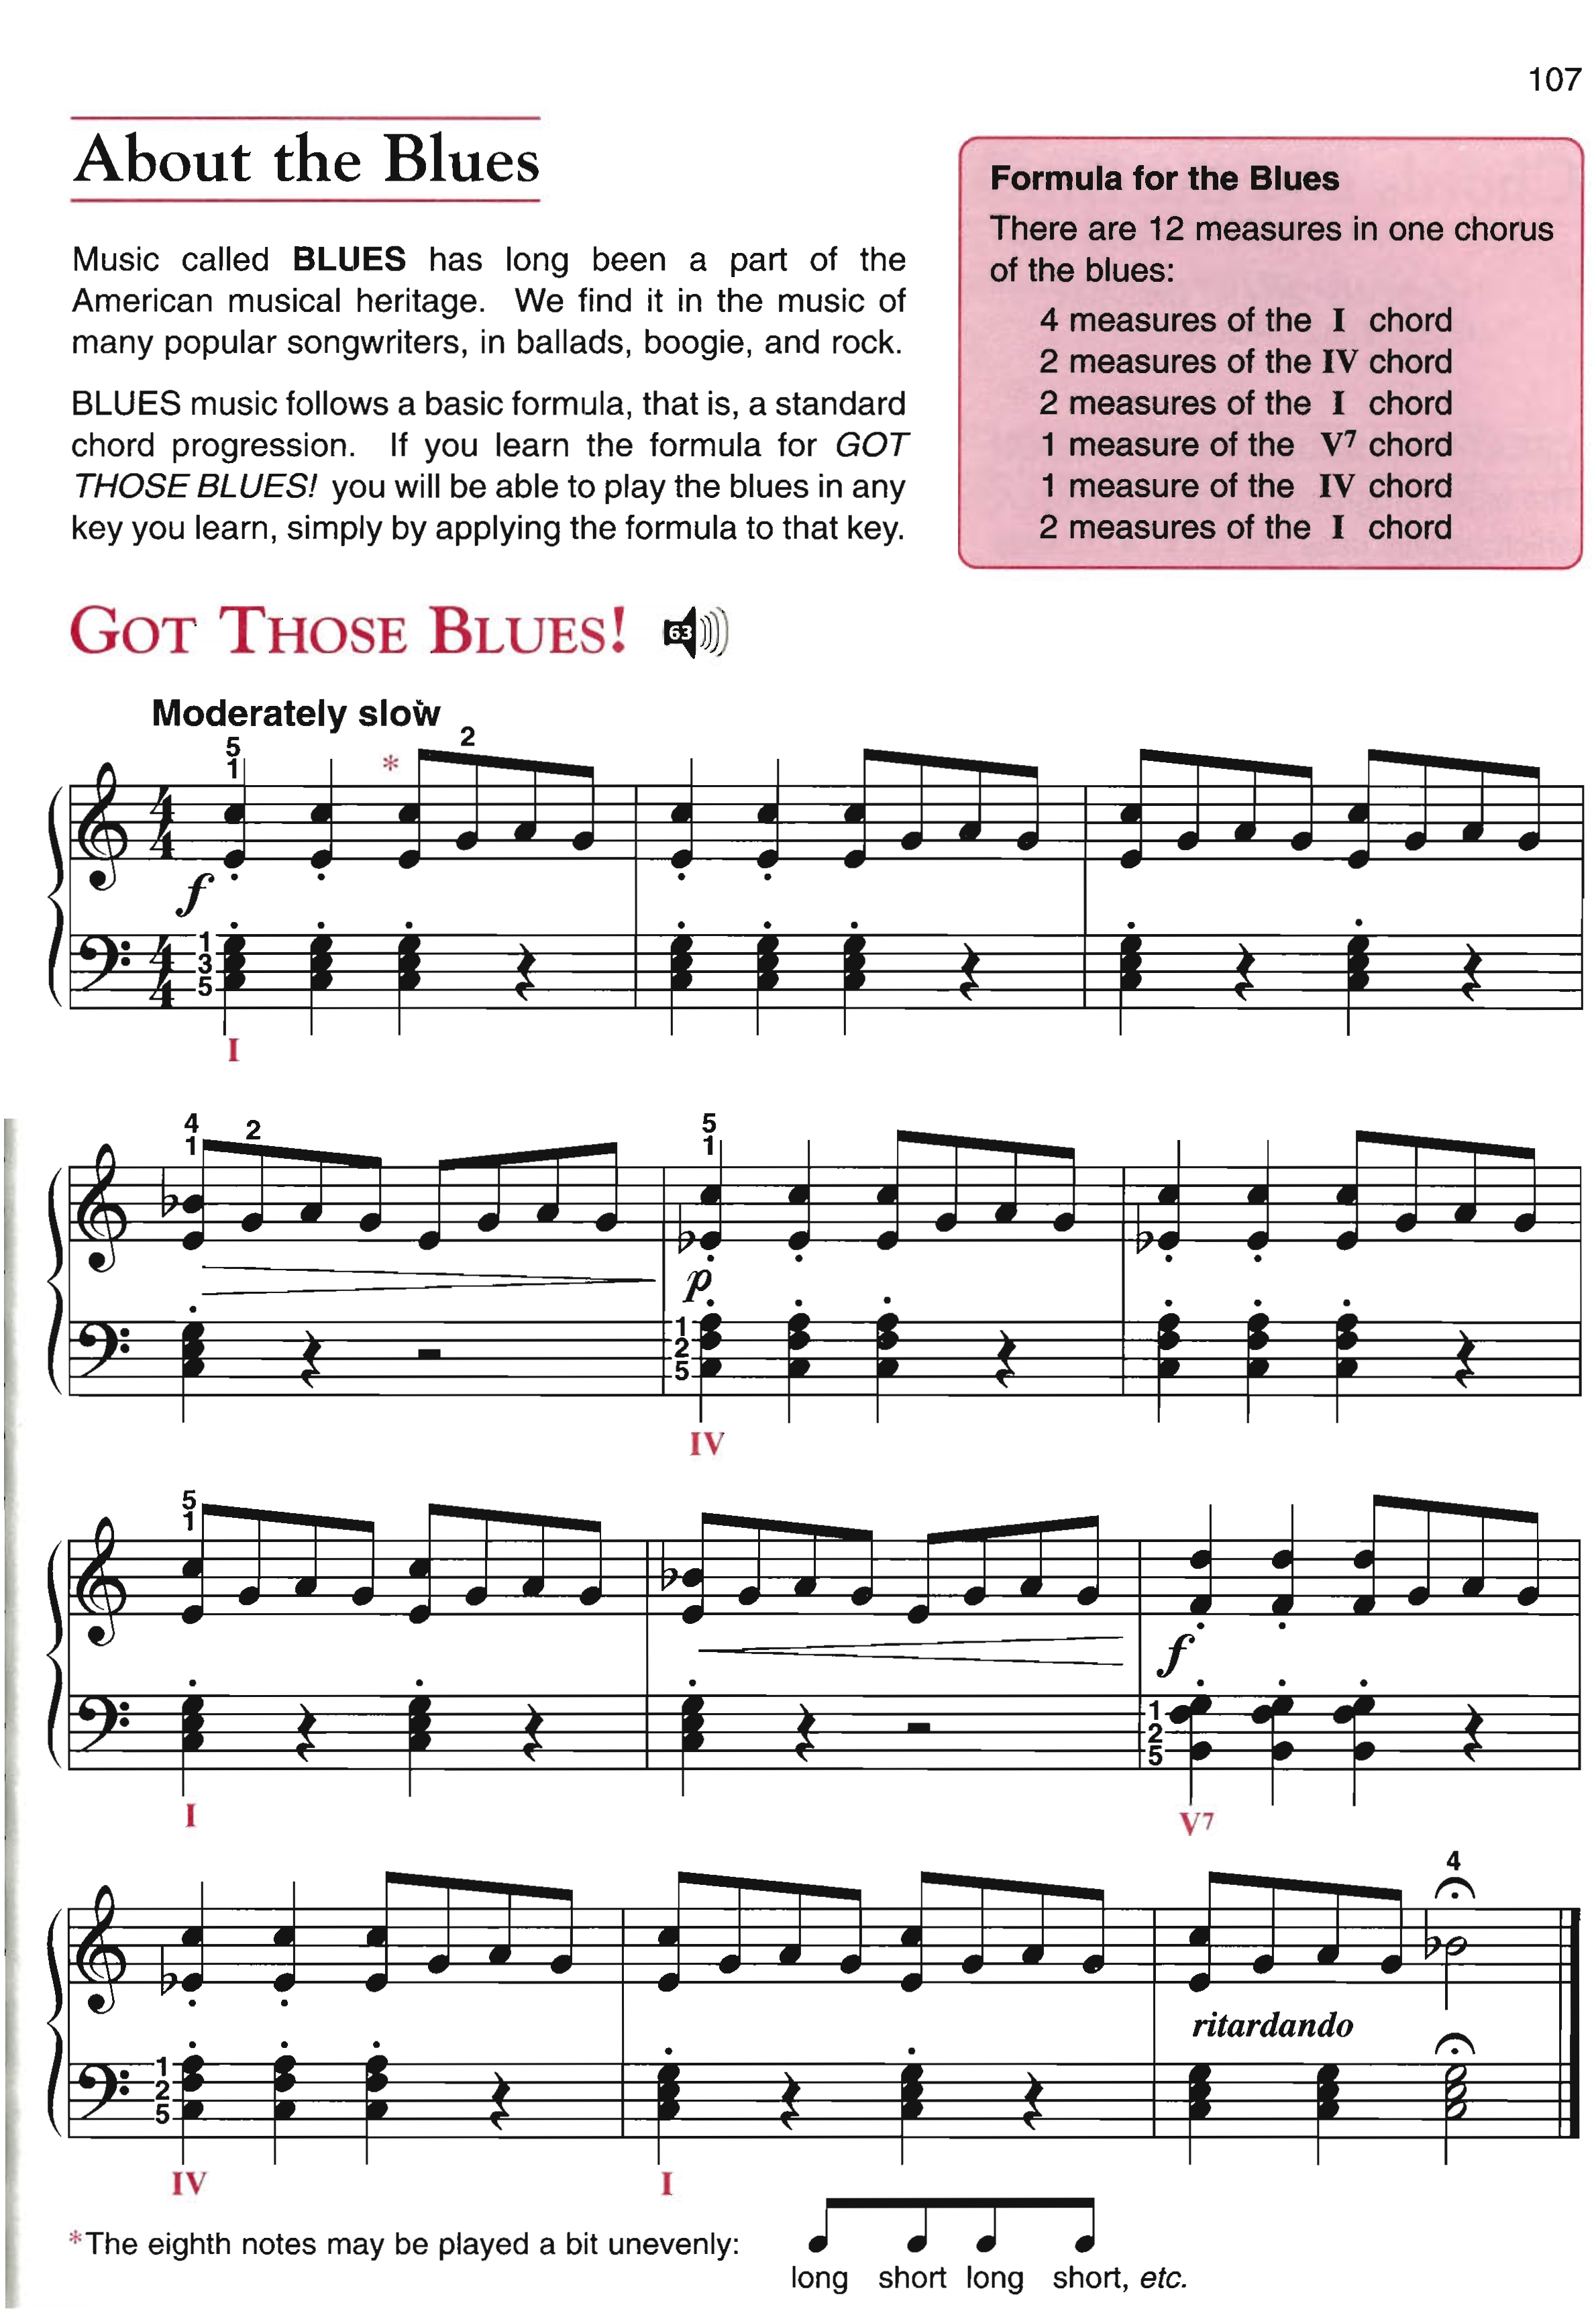 107
About the Blues
Music called BLUES has long been a part of the
American musical heritage. We find it in the music of
many popular songwriters, in ballads, boogie, and rock.
BLUES music follows a basic formula, that is, a standard
chord progression. If you learn the formula for GOT
THOSE BLUES! you will be able to play the blues in any
key you learn, simply by applying the formula to that key.
Formula for the Blues
There are 12 measures in one chorus
of the blues:
4 measures of the I chord
2 measures of the IV chord
2 measures of the I chord
1 measure of the V7 chord
1 measure of the IV chord
2 measures of the I chord
GOT THOSE BLUES! 63
Moderately slow
5 2
1 *
4
4
f
4
4
1
3
5
I
4 2 5
1 1
p
1
2
5
IV
5
1
f
1
2
5
I V7
4
ritardando
1
2
5
IV I
*The eighth notes may be played a bit unevenly:
long short long short, etc.